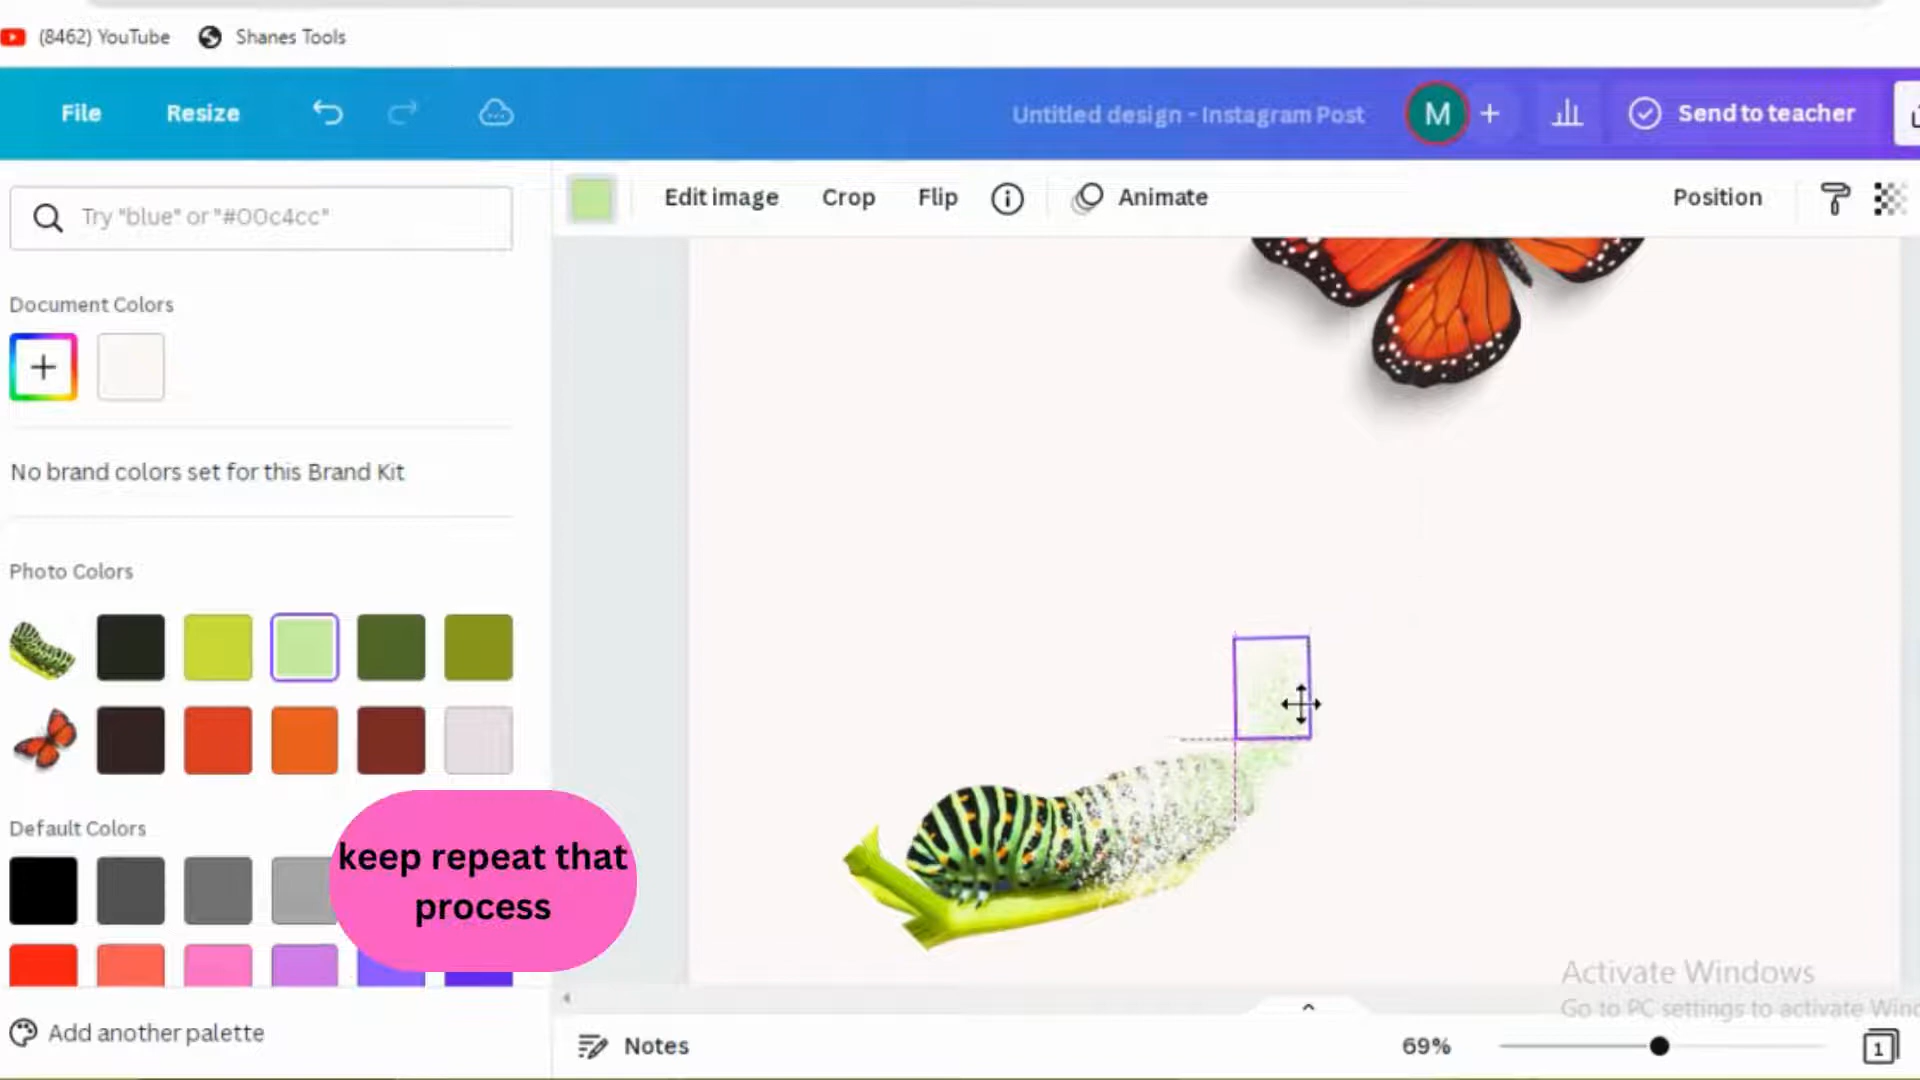 (8462) YouTube
Shanes Tools
File
Resize
Untitled design - Instagram Post
M
Send to teacher
Try "blue" or "#00c4cc"
Edit image
Crop
Flip
Animate
Position
Document Colors
No brand colors set for this Brand Kit
Photo Colors
Default Colors
keep repeat that
process
Add another palette
Notes
69%
1
Activate Windows
Go to PC settings to activate